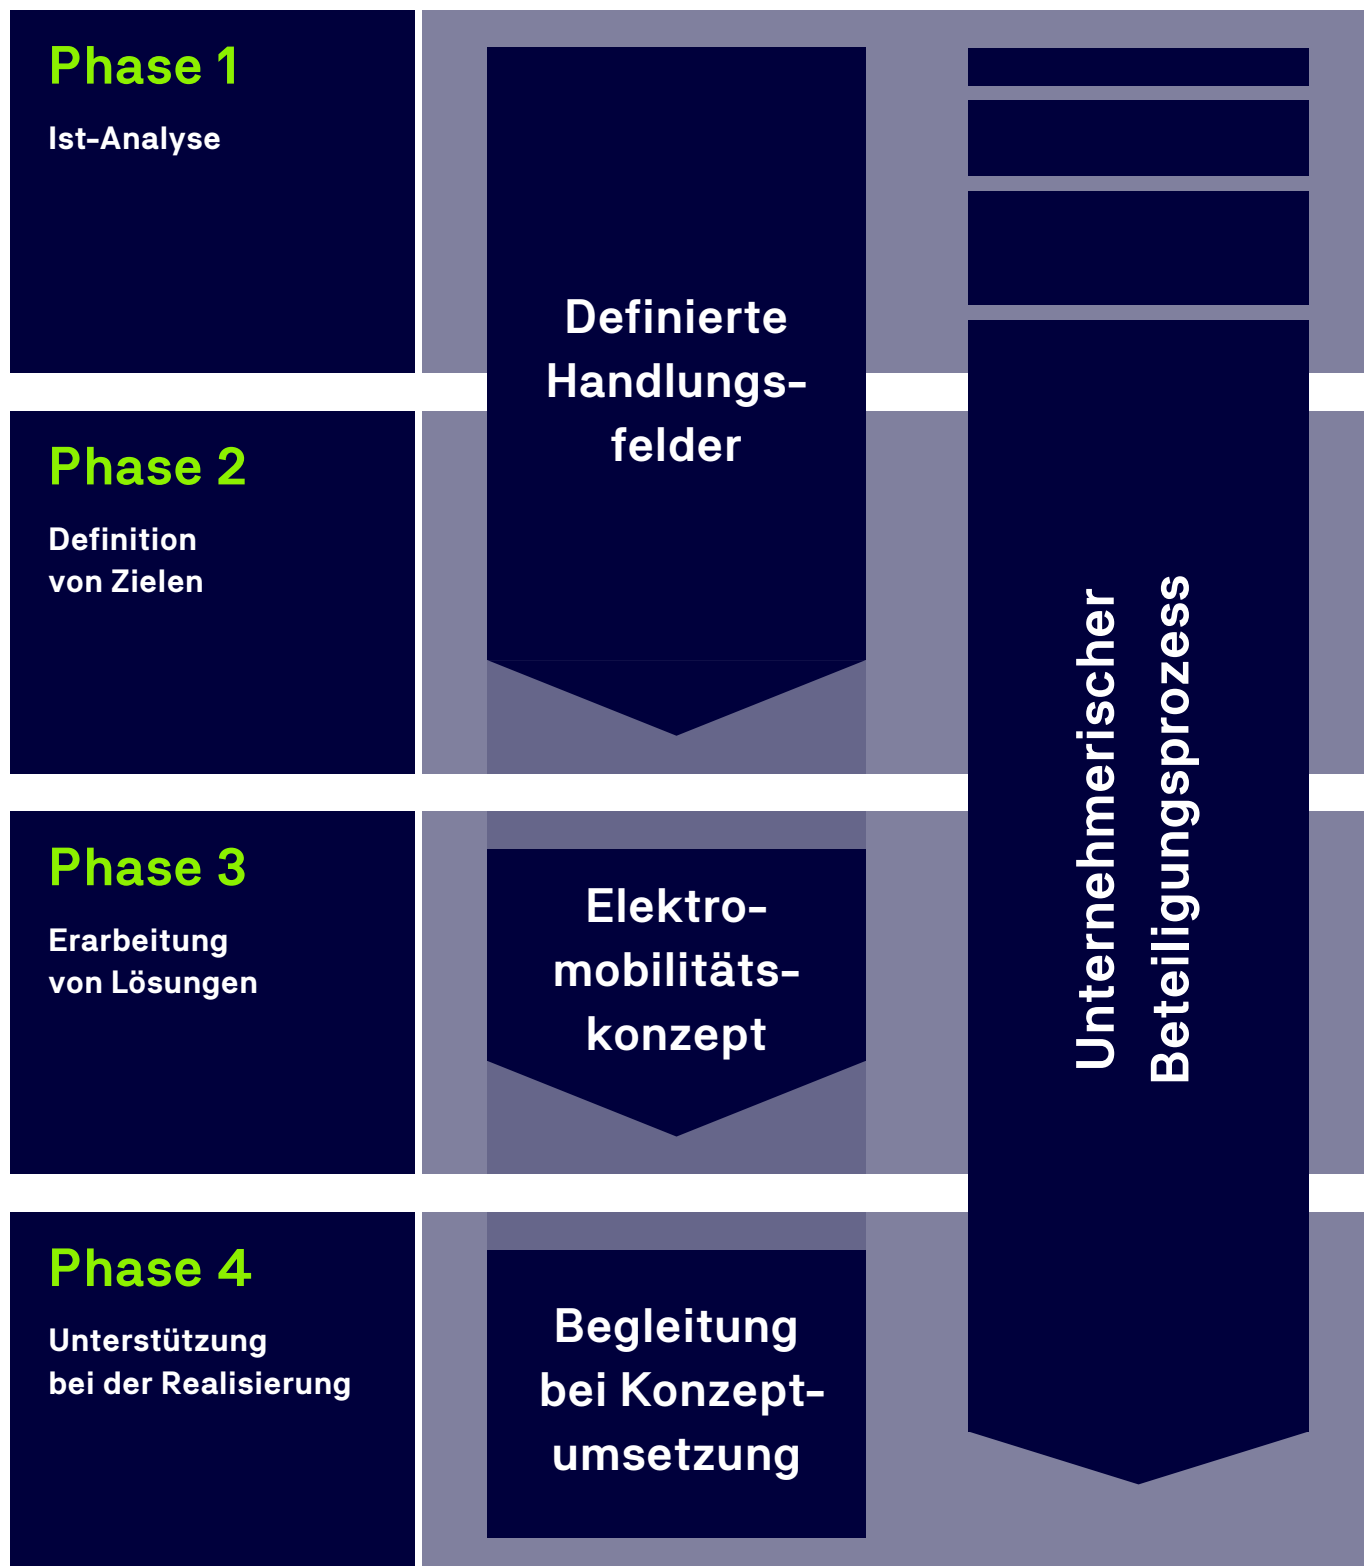 Phase 1
Ist-Analyse
Definierte
Handlungs-
felder
Phase 2
Definition
von Zielen
Phase 3
Erarbeitung
von Lösungen
Elektro-
mobilitäts-
konzept
Phase 4
Unterstützung
bei der Realisierung
Begleitung
bei Konzept-
umsetzung
Unternehmerischer
Beteiligungsprozess